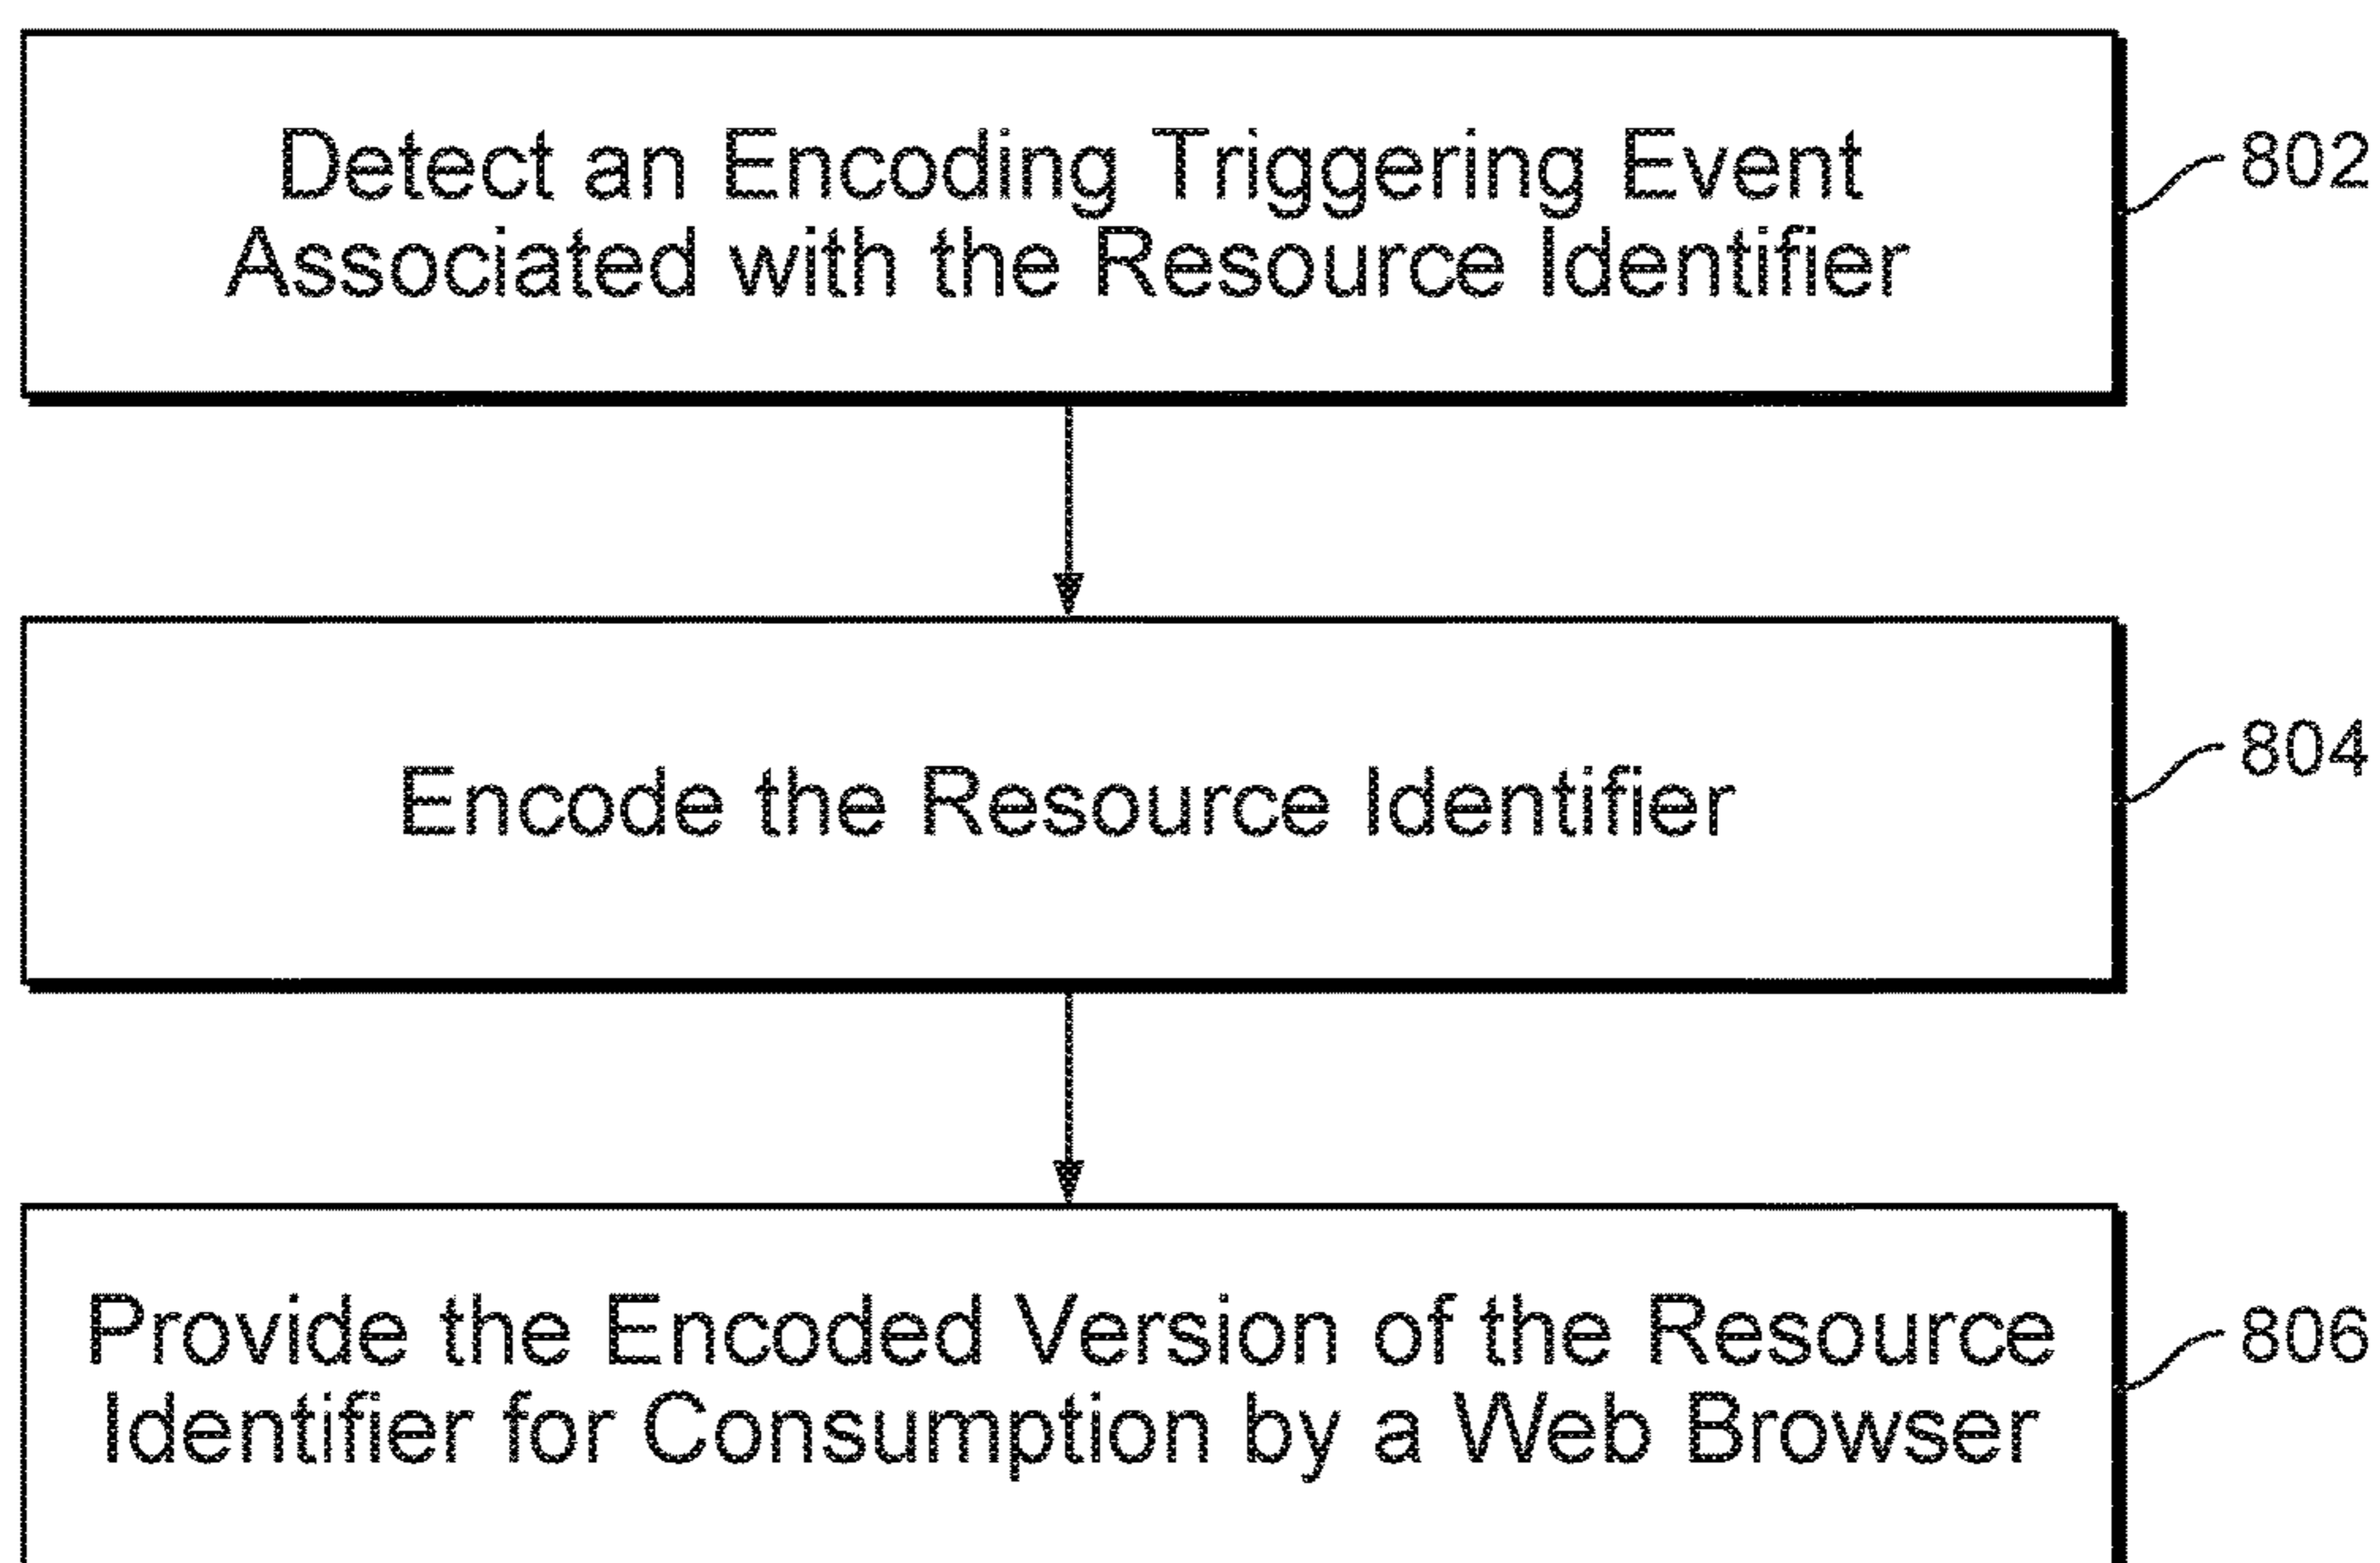 Detect an Encoding Triggering Event
Associated with the Resource Identifier
802
Encode the Resource Identifier
804
Provide the Encoded Version of the Resource
Identifier for Consumption by a Web Browser
806